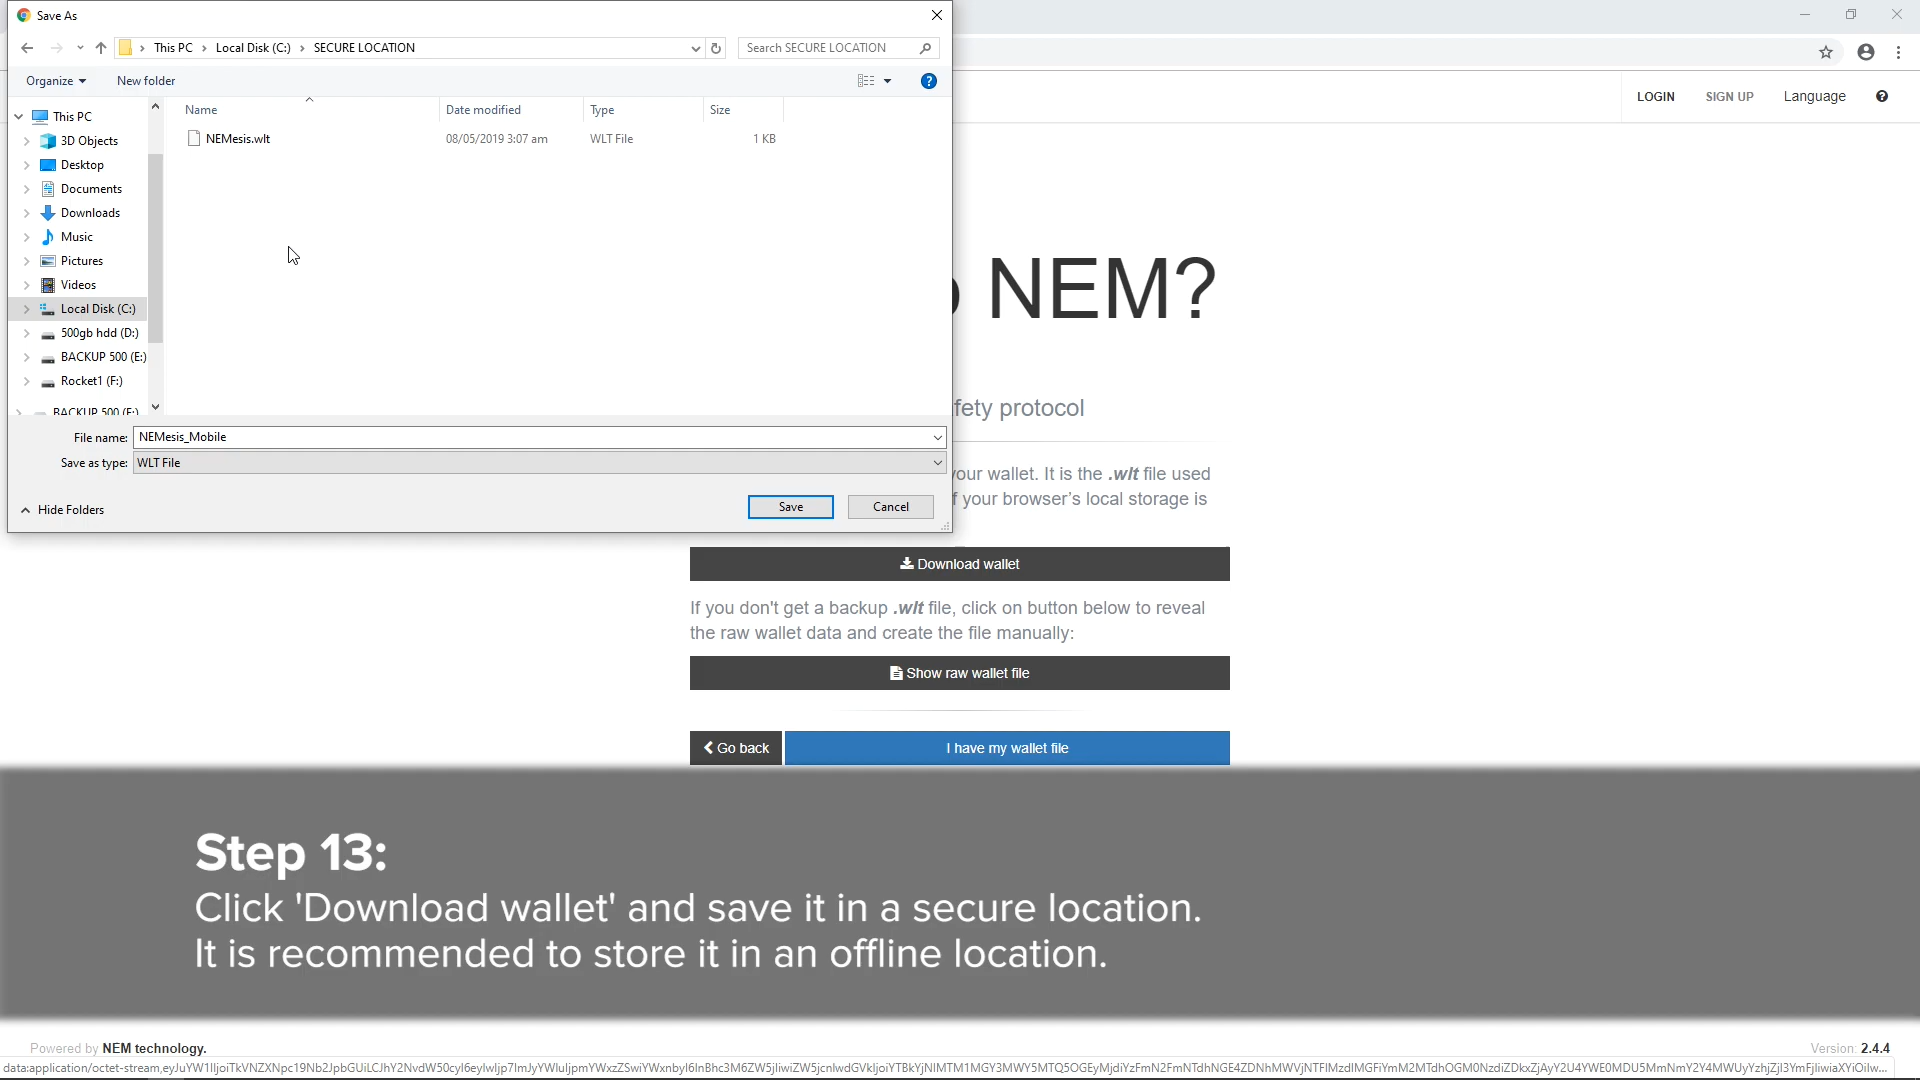 Save As
This PC > Local Disk (C:) > SECURE LOCATION
Search SECURE LOCATION
Organize
New folder
Name
Date modified
Type
Size
NEMesis.wlt
08/05/2019 3:07 am
WLT File
1 KB
This PC
3D Objects
Desktop
Documents
Downloads
Music
Pictures
Videos
Local Disk (C:)
500gb hdd (D:)
BACKUP 500 (E:)
Rocket1 (F:)
BACKUP 500 (E:)
File name:
NEMesis_Mobile
Save as type:
WLT File
Hide Folders
Save
Cancel
LOGIN
SIGN UP
Language
NEM?
fety protocol
your wallet. It is the .wlt file used
f your browser's local storage is
Download wallet
If you don't get a backup .wlt file, click on button below to reveal
the raw wallet data and create the file manually:
Show raw wallet file
Go back
I have my wallet file
Step 13:
Click 'Download wallet' and save it in a secure location.
It is recommended to store it in an offline location.
Powered by NEM technology.
Version: 2.4.4